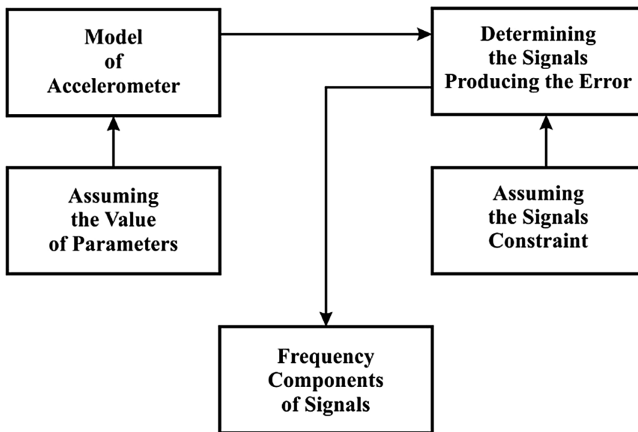 Model
of
Accelerometer
Determining
the Signals
Producing the Error
Assuming
the Value
of Parameters
Assuming
the Signals
Constraint
Frequency
Components
of Signals